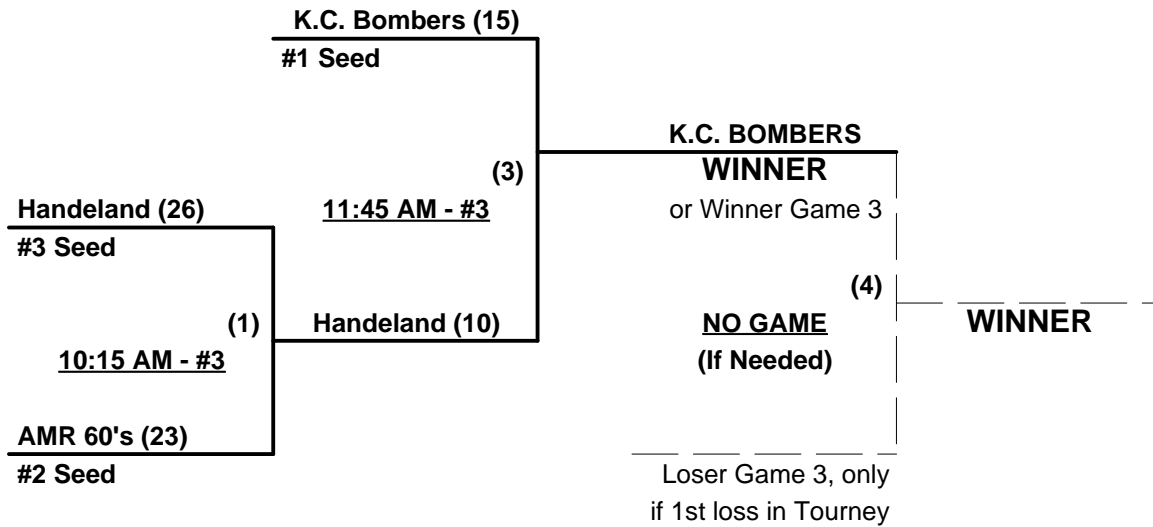 K.C. Bombers (15)
#1 Seed
K.C. BOMBERS
(3)
WINNER
Handeland (26)
11:45 AM - #3
or Winner Game 3
#3 Seed
(4)
(1)
Handeland (10)
NO GAME
WINNER
10:15 AM - #3
(If Needed)
AMR 60's (23)
#2 Seed
Loser Game 3, only
if 1st loss in Tourney